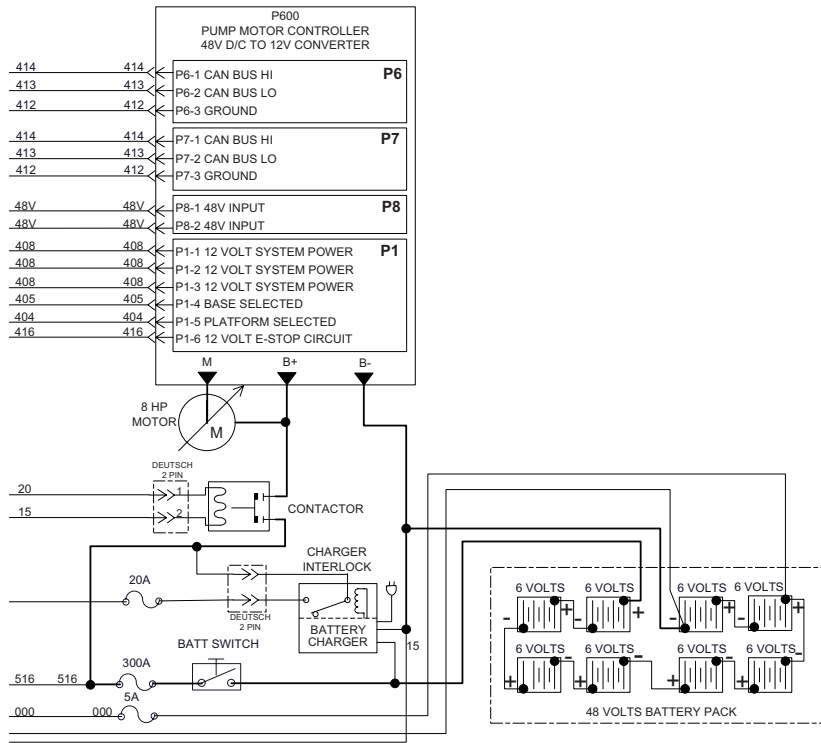 P600
PUMP MOTOR CONTROLLER
48V D/C TO 12V CONVERTER
414 414 P6-1 CAN BUS HI P6
413 413 P6-2 CAN BUS LO
412 412 P6-3 GROUND
414 414 P7-1 CAN BUS HI P7
413 413 P7-2 CAN BUS LO
412 412 P7-3 GROUND
48V 48V P8-1 48V INPUT P8
48V 48V P8-2 48V INPUT
408 408 P1-1 12 VOLT SYSTEM POWER P1
408 408 P1-2 12 VOLT SYSTEM POWER
408 408 P1-3 12 VOLT SYSTEM POWER
405 405 P1-4 BASE SELECTED
404 404 P1-5 PLATFORM SELECTED
416 416 P1-6 12 VOLT E-STOP CIRCUIT
M B+ B-
8 HP
MOTOR
M
DEUTSCH
2 PIN
20 1
15 2
CONTACTOR
CHARGER
INTERLOCK
20A
DEUTSCH
2 PIN
BATTERY
CHARGER
15
BATT SWITCH
300A
516 516
5A
000 000
6 VOLTS 6 VOLTS 6 VOLTS 6 VOLTS
- + - + - + - +
6 VOLTS 6 VOLTS 6 VOLTS 6 VOLTS
+ - + - + - + -
48 VOLTS BATTERY PACK